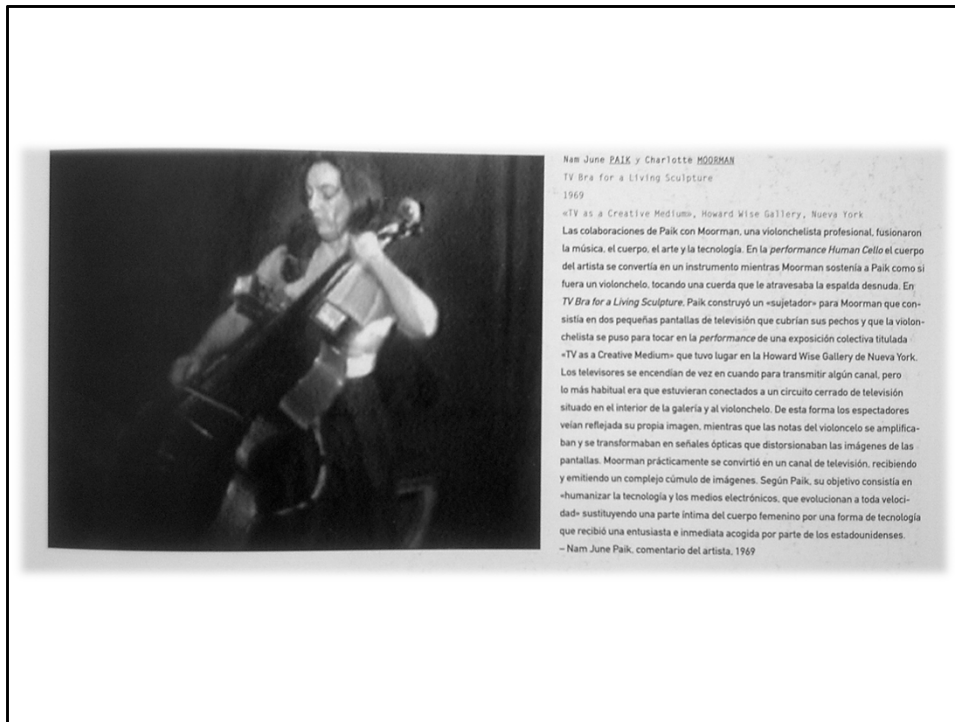 Nam June PAIK y Charlotte MOORMAN
TV Bra for a Living Sculpture
1969
«TV as a Creative Medium», Howard Wise Gallery, Nueva York
Las colaboraciones de Paik con Moorman, una violonchelista profesional, fusionaron
la música, el cuerpo, el arte y la tecnología. En la performance Human Cello el cuerpo
del artista se convertía en un instrumento mientras Moorman sostenía a Paik como si
fuera un violonchelo, tocando una cuerda que le atravesaba la espalda desnuda. En
TV Bra for a Living Sculpture, Paik construyó un «sujetador» para Moorman que con-
sistía en dos pequeñas pantallas de televisión que cubrían sus pechos y que la violon-
chelista se puso para tocar en la performance de una exposición colectiva titulada
«TV as a Creative Medium» que tuvo lugar en la Howard Wise Gallery de Nueva York.
Los televisores se encendían de vez en cuando para transmitir algún canal, pero
lo más habitual era que estuvieran conectados a un circuito cerrado de televisión
situado en el interior de la galería y al violonchelo. De esta forma los espectadores
veían reflejada su propia imagen, mientras que las notas del violoncelo se amplifica-
ban y se transformaban en señales ópticas que distorsionaban las imágenes de las
pantallas. Moorman prácticamente se convirtió en un canal de televisión, recibiendo
y emitiendo un complejo cúmulo de imágenes. Según Paik, su objetivo consistía en
«humanizar la tecnología y los medios electrónicos, que evolucionan a toda veloci-
dad» sustituyendo una parte íntima del cuerpo femenino por una forma de tecnología
que recibió una entusiasta e inmediata acogida por parte de los estadounidenses.
– Nam June Paik, comentario del artista, 1969